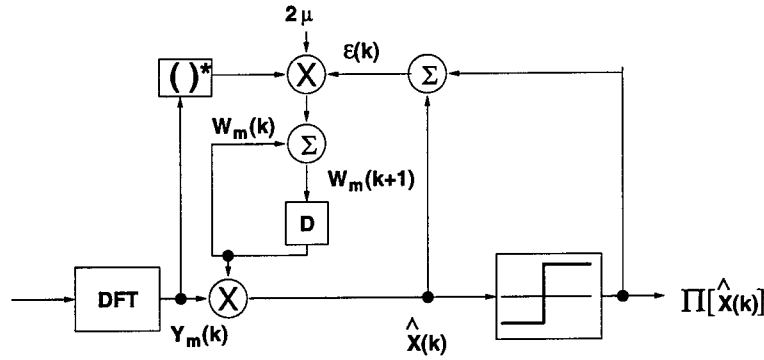 2μ
ε(k)
( )*
X
Σ
W_m(k)
Σ
W_m(k+1)
D
DFT
X
Y_m(k)
X̂(k)
Π[X̂(k)]